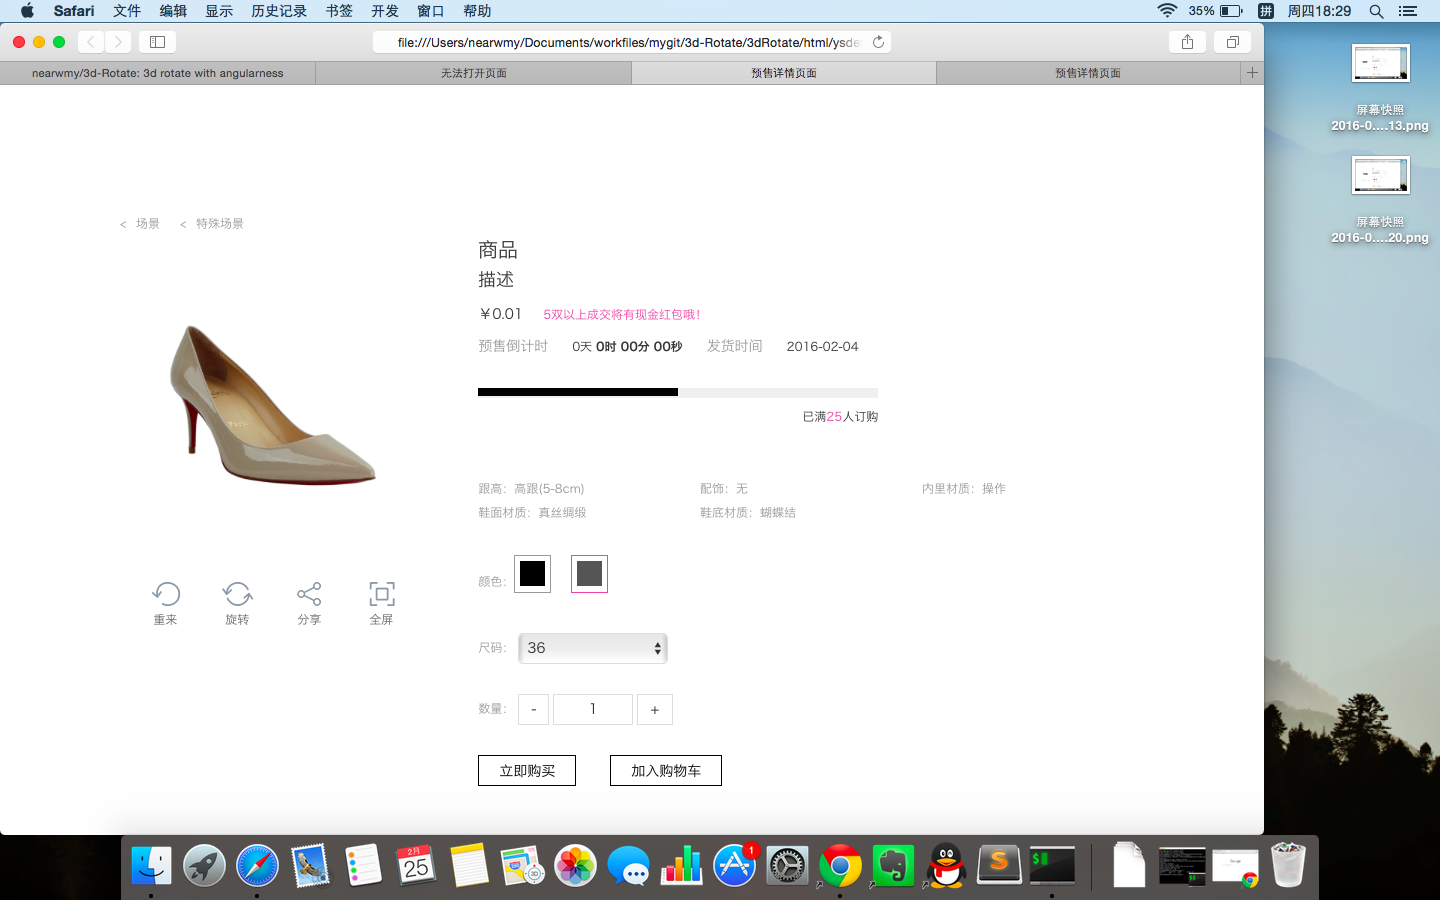 Safari 文件 编辑 显示 历史记录 书签 开发 窗口 帮助 35% 拼 周四18:29
file:///Users/nearwmy/Documents/workfiles/mygit/3d-Rotate/3dRotate/html/ysde
nearwmy/3d-Rotate: 3d rotate with angularness 无法打开页面 预售详情页面 预售详情页面
屏幕快照
2016-0....13.png
屏幕快照
2016-0....20.png
< 场景 < 特殊场景
商品
描述
￥0.01 5双以上成交将有现金红包哦！
预售倒计时 0天 0时 00分 00秒 发货时间 2016-02-04
已满25人订购
跟高：高跟(5-8cm) 配饰：无 内里材质：操作
鞋面材质：真丝绸缎 鞋底材质：蝴蝶结
颜色：
重来 旋转 分享 全屏
尺码： 36
数量： - 1 +
立即购买 加入购物车
2月
25
3D
1
S
$